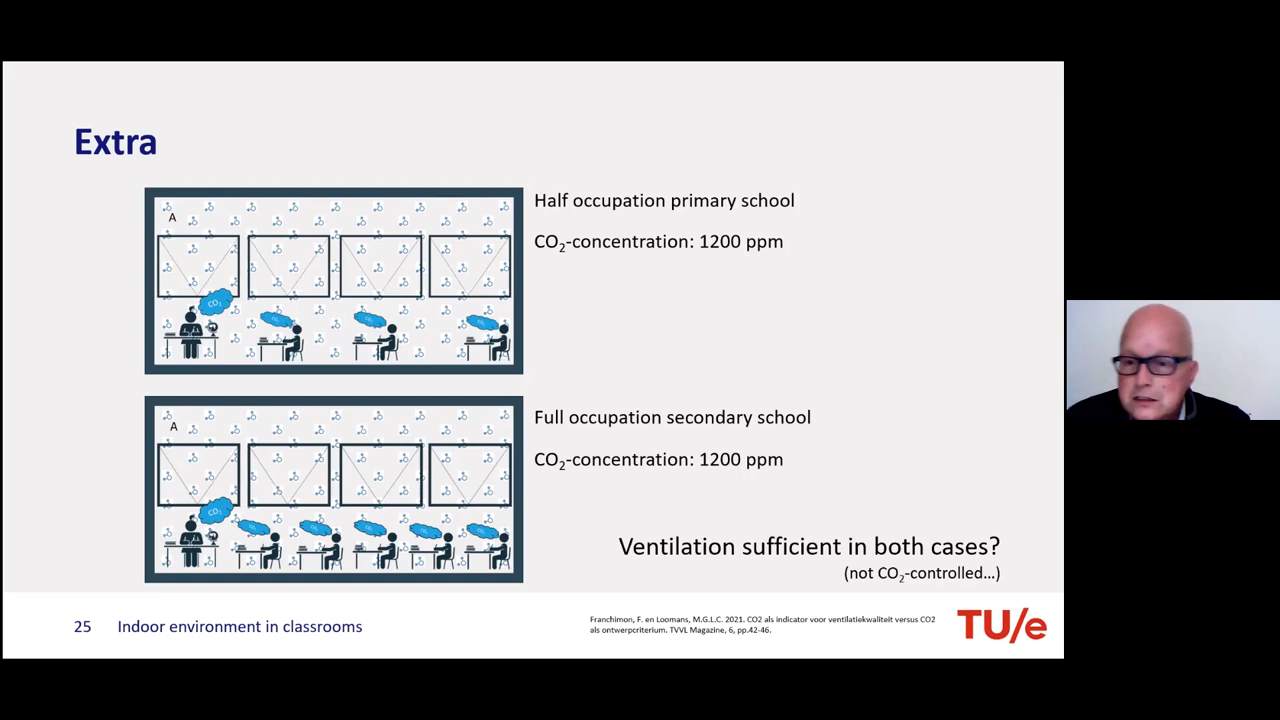 Extra
A
Half occupation primary school
CO₂-concentration: 1200 ppm
CO₂
A
Full occupation secondary school
CO₂-concentration: 1200 ppm
CO₂
Ventilation sufficient in both cases?
(not CO₂-controlled...)
25 Indoor environment in classrooms
Franchimon, F. en Loomans, M.G.L.C. 2021. CO2 als indicator voor ventilatiekwaliteit versus CO2
als ontwerpcriterium. TVVL Magazine, 6, pp.42-46.
TU/e